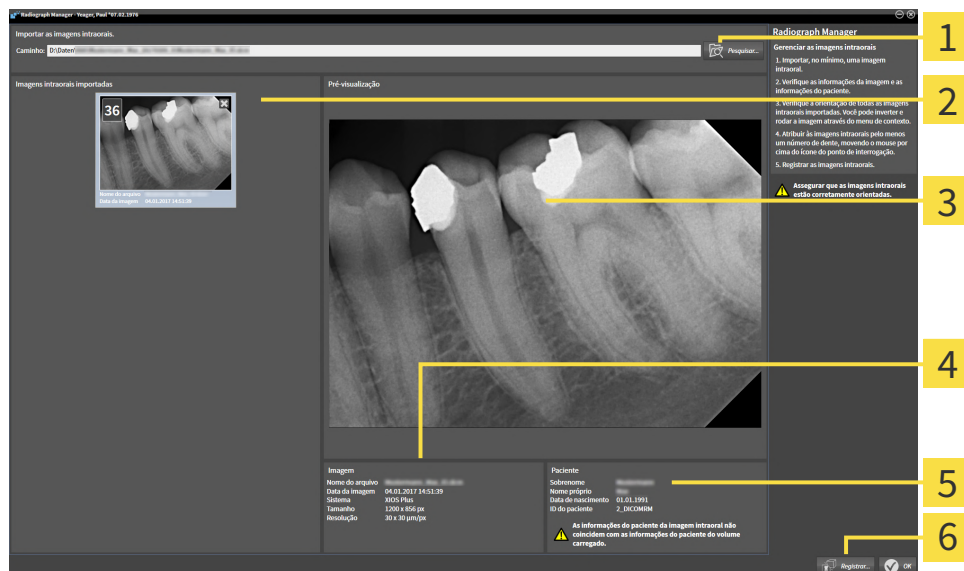 Radiograph Manager - Yeager, Paul *07.02.1976
Importar as imagens intraorais.
Caminho: D:\Daten\
Pesquisar...
Imagens intraorais importadas
36
Nome do arquivo
Data da imagem 04.01.2017 14:51:39
Pré-visualização
Imagem
Nome do arquivo
Data da imagem 04.01.2017 14:51:39
Sistema XIOS Plus
Tamanho 1200 x 856 px
Resolução 30 x 30 µm/px
Paciente
Sobrenome
Nome próprio
Data de nascimento 01.01.1991
ID do paciente 2_DICOMRM
As informações do paciente da imagem intraoral não
coincidem com as informações do paciente do volume
carregado.
Radiograph Manager
Gerenciar as imagens intraorais
1. Importar, no mínimo, uma imagem
intraoral.
2. Verifique as informações da imagem e as
informações do paciente.
3. Verifique a orientação de todas as imagens
intraorais importadas. Você pode inverter e
rodar a imagem através do menu de contexto.
4. Atribuir às imagens intraorais pelo menos
um número de dente, movendo o mouse por
cima do ícone do ponto de interrogação.
5. Registrar as imagens intraorais.
Assegurar que as imagens intraorais
estão corretamente orientadas.
Registrar...
OK
1
2
3
4
5
6